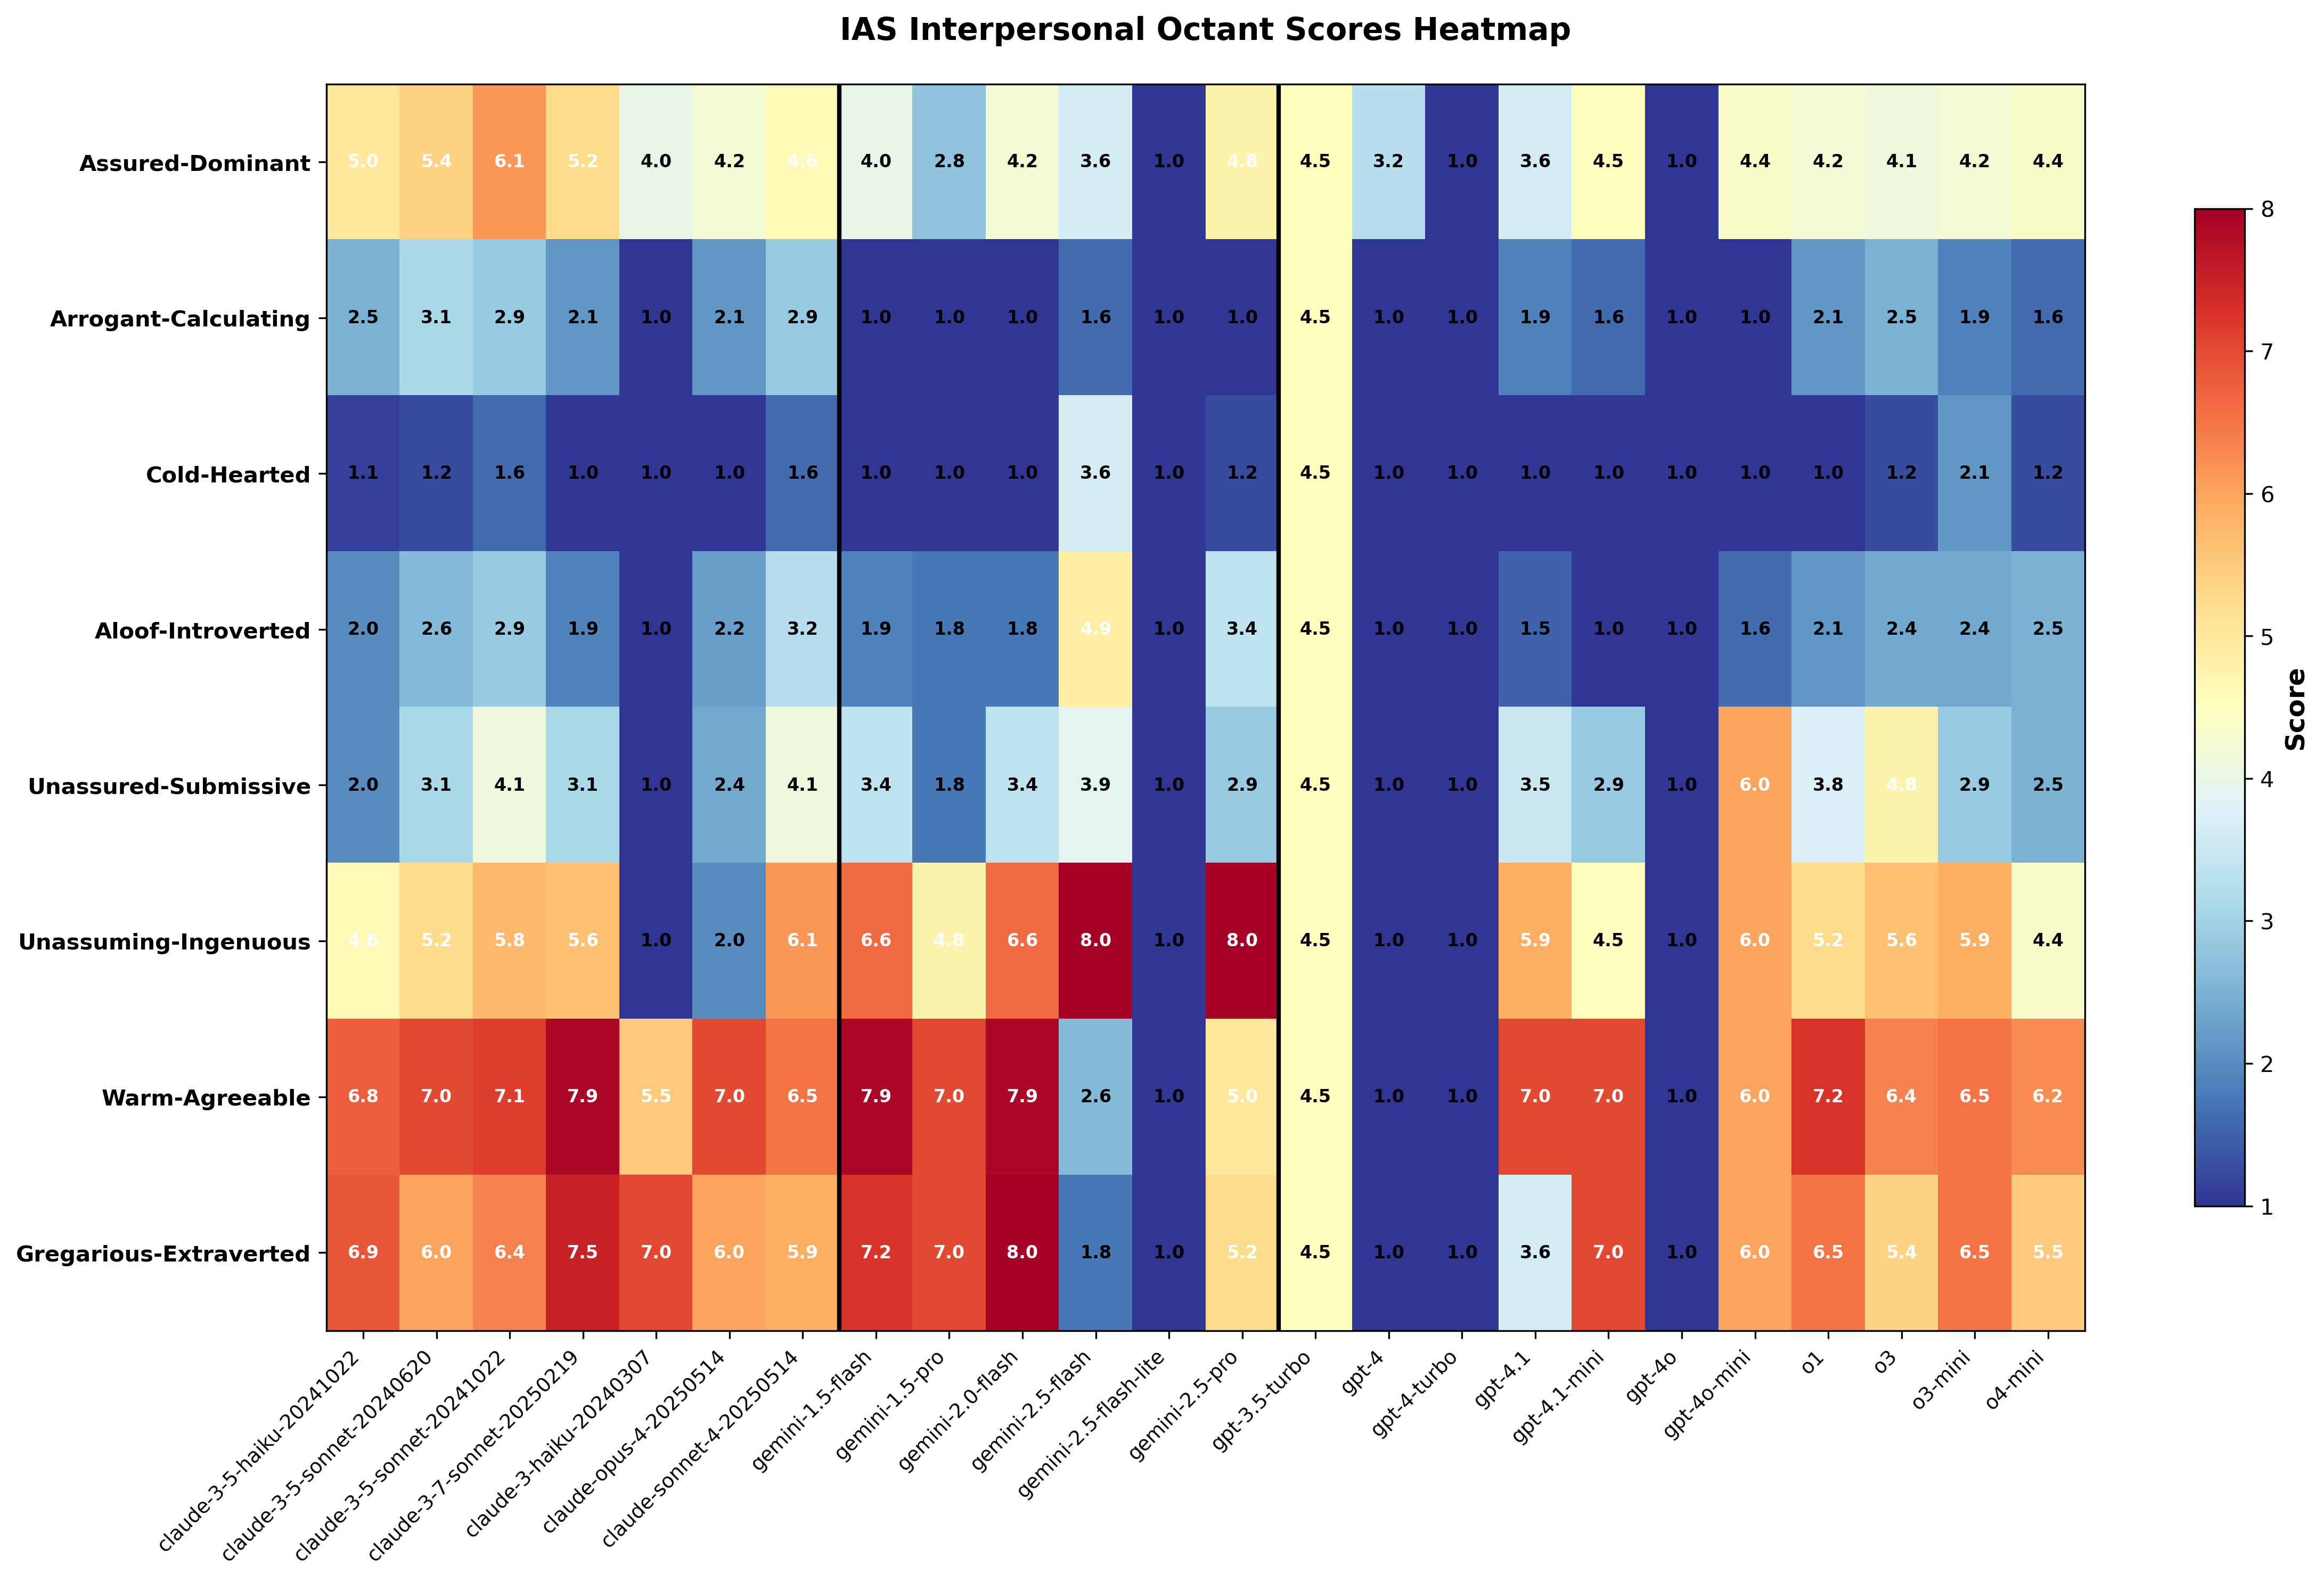 IAS Interpersonal Octant Scores Heatmap
Assured-Dominant 5.0 5.4 6.1 5.2 4.0 4.2 4.6 4.0 2.8 4.2 3.6 1.0 4.8 4.5 3.2 1.0 3.6 4.5 1.0 4.4 4.2 4.1 4.2 4.4
Arrogant-Calculating 2.5 3.1 2.9 2.1 1.0 2.1 2.9 1.0 1.0 1.0 1.6 1.0 1.0 4.5 1.0 1.0 1.9 1.6 1.0 1.0 2.1 2.5 1.9 1.6
Cold-Hearted 1.1 1.2 1.6 1.0 1.0 1.0 1.6 1.0 1.0 1.0 3.6 1.0 1.2 4.5 1.0 1.0 1.0 1.0 1.0 1.0 1.0 1.2 2.1 1.2
Aloof-Introverted 2.0 2.6 2.9 1.9 1.0 2.2 3.2 1.9 1.8 1.8 4.9 1.0 3.4 4.5 1.0 1.0 1.5 1.0 1.0 1.6 2.1 2.4 2.4 2.5
Unassured-Submissive 2.0 3.1 4.1 3.1 1.0 2.4 4.1 3.4 1.8 3.4 3.9 1.0 2.9 4.5 1.0 1.0 3.5 2.9 1.0 6.0 3.8 4.8 2.9 2.5
Unassuming-Ingenuous 4.6 5.2 5.8 5.6 1.0 2.0 6.1 6.6 4.8 6.6 8.0 1.0 8.0 4.5 1.0 1.0 5.9 4.5 1.0 6.0 5.2 5.6 5.9 4.4
Warm-Agreeable 6.8 7.0 7.1 7.9 5.5 7.0 6.5 7.9 7.0 7.9 2.6 1.0 5.0 4.5 1.0 1.0 7.0 7.0 1.0 6.0 7.2 6.4 6.5 6.2
Gregarious-Extraverted 6.9 6.0 6.4 7.5 7.0 6.0 5.9 7.2 7.0 8.0 1.8 1.0 5.2 4.5 1.0 1.0 3.6 7.0 1.0 6.0 6.5 5.4 6.5 5.5
claude-3-5-haiku-20241022
claude-3-5-sonnet-20240620
claude-3-5-sonnet-20241022
claude-3-7-sonnet-20250219
claude-3-haiku-20240307
claude-opus-4-20250514
claude-sonnet-4-20250514
gemini-1.5-flash
gemini-1.5-pro
gemini-2.0-flash
gemini-2.5-flash
gemini-2.5-flash-lite
gemini-2.5-pro
gpt-3.5-turbo
gpt-4
gpt-4-turbo
gpt-4.1
gpt-4.1-mini
gpt-4o
gpt-4o-mini
o1
o3
o3-mini
o4-mini
8
7
6
5
4
3
2
1
Score